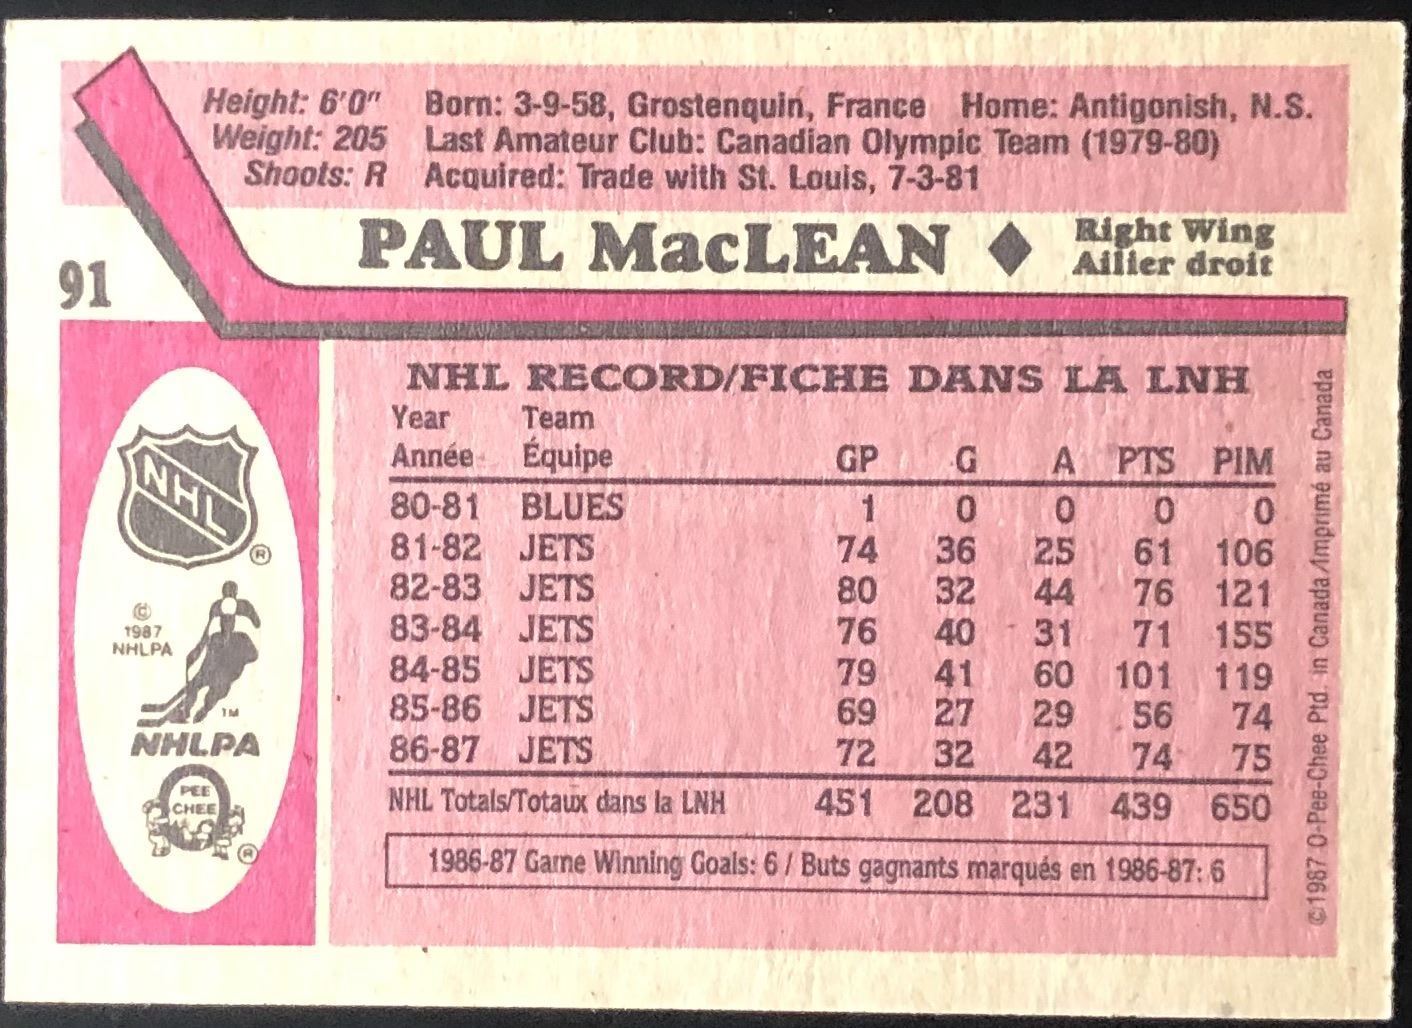 Height: 6'0" Born: 3-9-58, Grostenquin, France Home: Antigonish, N.S.
Weight: 205 Last Amateur Club: Canadian Olympic Team (1979-80)
Shoots: R Acquired: Trade with St. Louis, 7-3-81
91
PAUL MacLEAN ♦ Right Wing
Ailier droit
NHL RECORD/FICHE DANS LA LNH
Year Team
Année Équipe GP G A PTS PIM
80-81 BLUES 1 0 0 0 0
81-82 JETS 74 36 25 61 106
82-83 JETS 80 32 44 76 121
83-84 JETS 76 40 31 71 155
84-85 JETS 79 41 60 101 119
85-86 JETS 69 27 29 56 74
86-87 JETS 72 32 42 74 75
NHL Totals/Totaux dans la LNH 451 208 231 439 650
1986-87 Game Winning Goals: 6 / Buts gagnants marqués en 1986-87: 6
NHL
®
©
1987
NHLPA
TM
NHLPA
PEE
CHEE
®
©1987 O-Pee-Chee Ptd. in Canada/Imprimé au Canada